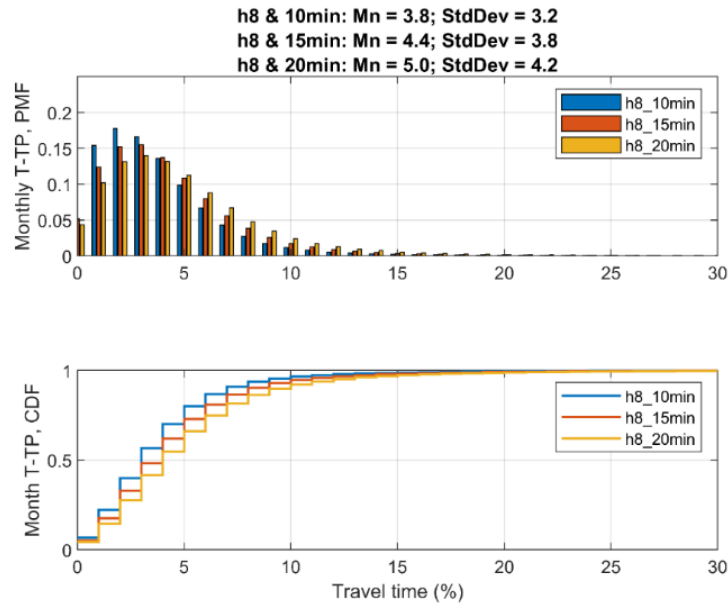 h8 & 10min: Mn = 3.8; StdDev = 3.2
h8 & 15min: Mn = 4.4; StdDev = 3.8
h8 & 20min: Mn = 5.0; StdDev = 4.2
Monthly T-TP, PMF
0.2
0.15
0.1
0.05
0
h8_10min
h8_15min
h8_20min
0 5 10 15 20 25 30
Month T-TP, CDF
1
0.5
0
h8_10min
h8_15min
h8_20min
0 5 10 15 20 25 30
Travel time (%)